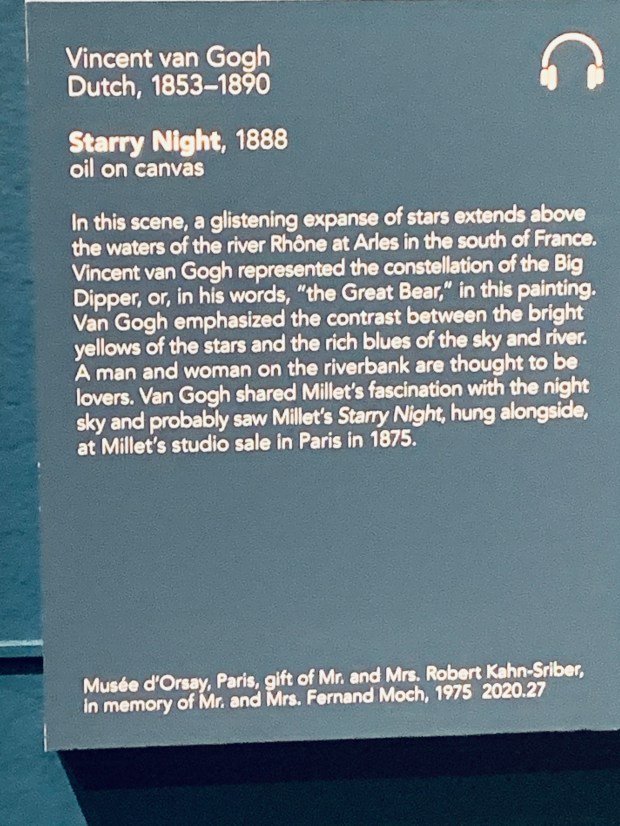 Vincent van Gogh
Dutch, 1853–1890
Starry Night, 1888
oil on canvas
In this scene, a glistening expanse of stars extends above
the waters of the river Rhône at Arles in the south of France.
Vincent van Gogh represented the constellation of the Big
Dipper, or, in his words, "the Great Bear," in this painting.
Van Gogh emphasized the contrast between the bright
yellows of the stars and the rich blues of the sky and river.
A man and woman on the riverbank are thought to be
lovers. Van Gogh shared Millet's fascination with the night
sky and probably saw Millet's Starry Night, hung alongside,
at Millet's studio sale in Paris in 1875.
Musée d'Orsay, Paris, gift of Mr. and Mrs. Robert Kahn-Sriber,
in memory of Mr. and Mrs. Fernand Moch, 1975 2020.27